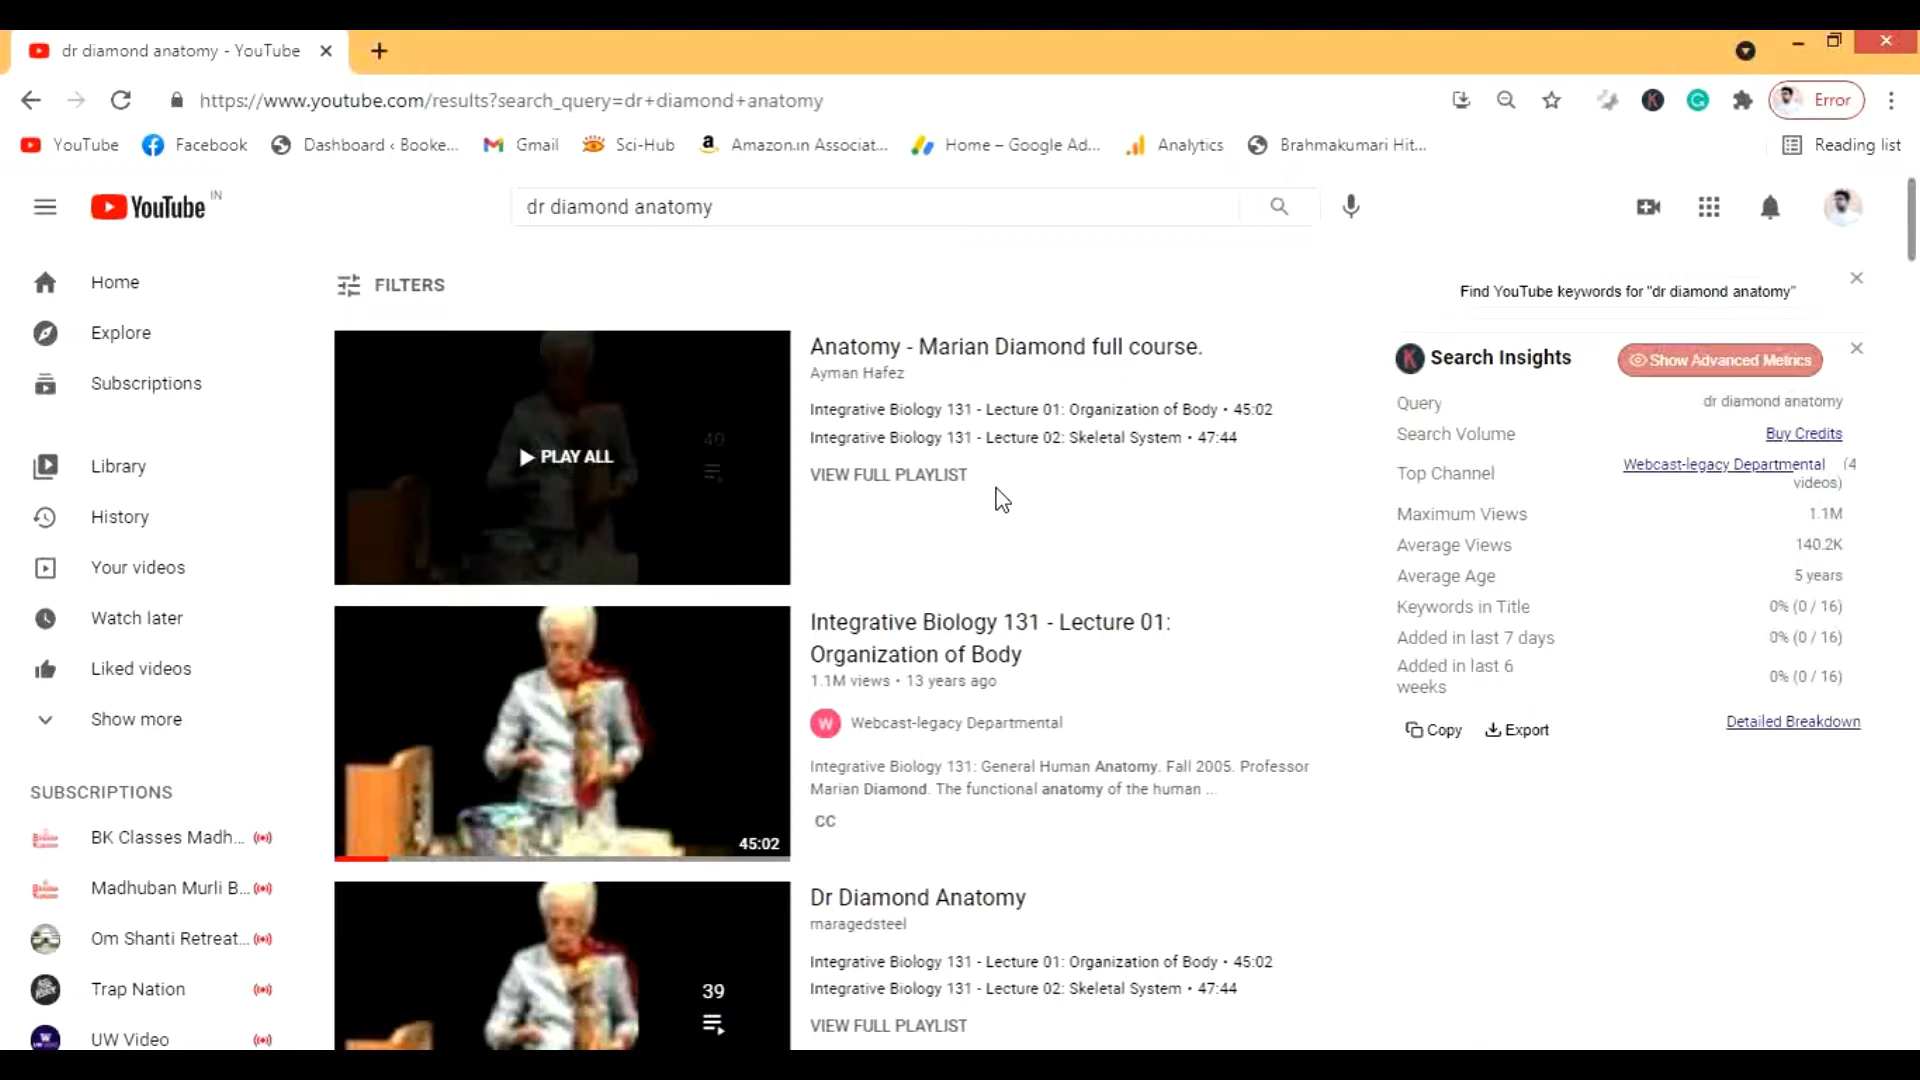 dr diamond anatomy - YouTube
https://www.youtube.com/results?search_query=dr+diamond+anatomy
Error
YouTube
Facebook
Dashboard ‹ Booke...
Gmail
Sci-Hub
Amazon.in Associat...
Home – Google Ad...
Analytics
Brahmakumari Hit...
Reading list
YouTube IN
dr diamond anatomy
Home
Explore
Subscriptions
Library
History
Your videos
Watch later
Liked videos
Show more
SUBSCRIPTIONS
BK Classes Madh...
Madhuban Murli B...
Om Shanti Retreat...
Trap Nation
UW Video
FILTERS
40
PLAY ALL
Anatomy - Marian Diamond full course.
Ayman Hafez
Integrative Biology 131 - Lecture 01: Organization of Body • 45:02
Integrative Biology 131 - Lecture 02: Skeletal System • 47:44
VIEW FULL PLAYLIST
45:02
Integrative Biology 131 - Lecture 01:
Organization of Body
1.1M views • 13 years ago
W
Webcast-legacy Departmental
Integrative Biology 131: General Human Anatomy. Fall 2005. Professor
Marian Diamond. The functional anatomy of the human ...
CC
39
Dr Diamond Anatomy
maragedsteel
Integrative Biology 131 - Lecture 01: Organization of Body • 45:02
Integrative Biology 131 - Lecture 02: Skeletal System • 47:44
VIEW FULL PLAYLIST
Find YouTube keywords for "dr diamond anatomy"
K Search Insights
Show Advanced Metrics
Query dr diamond anatomy
Search Volume Buy Credits
Top Channel Webcast-legacy Departmental (4
videos)
Maximum Views 1.1M
Average Views 140.2K
Average Age 5 years
Keywords in Title 0% (0 / 16)
Added in last 7 days 0% (0 / 16)
Added in last 6
weeks 0% (0 / 16)
Copy
Export
Detailed Breakdown